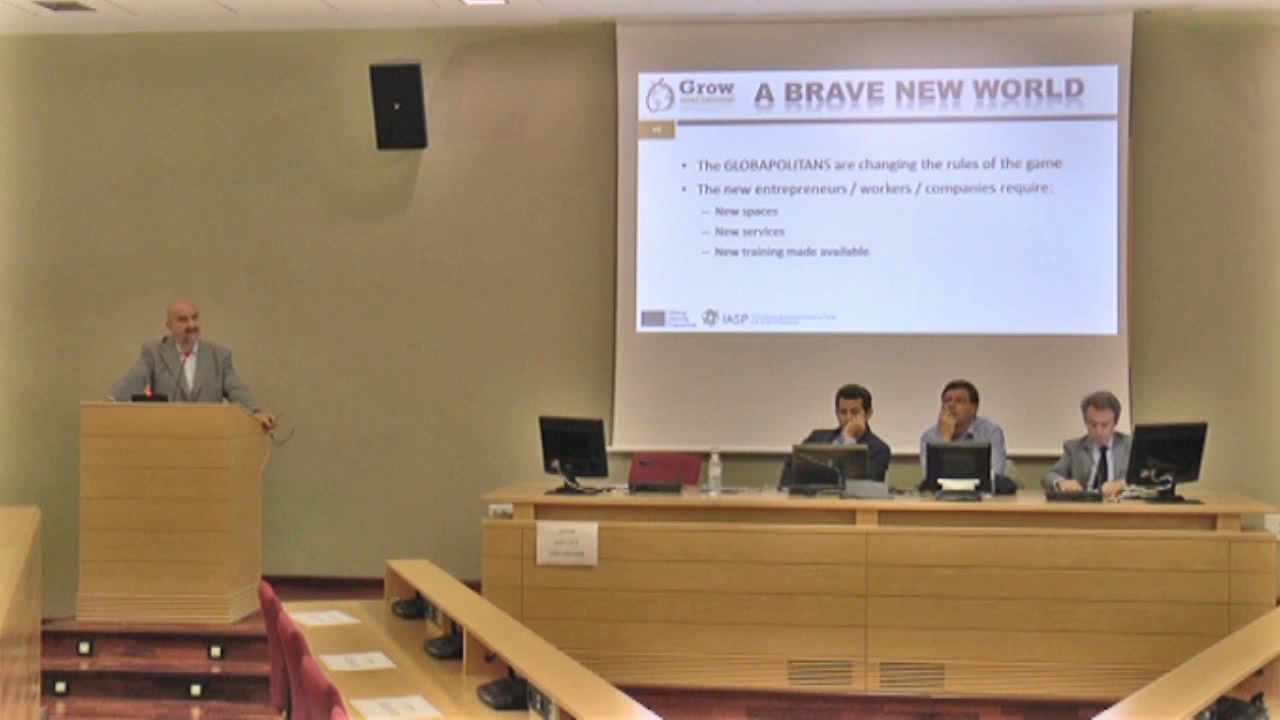 Grow
A BRAVE NEW WORLD
• The GLOBAPOLITANS are changing the rules of the game
• The new entrepreneurs / workers / companies require:
– New spaces
– New services
– New training made available
IASP